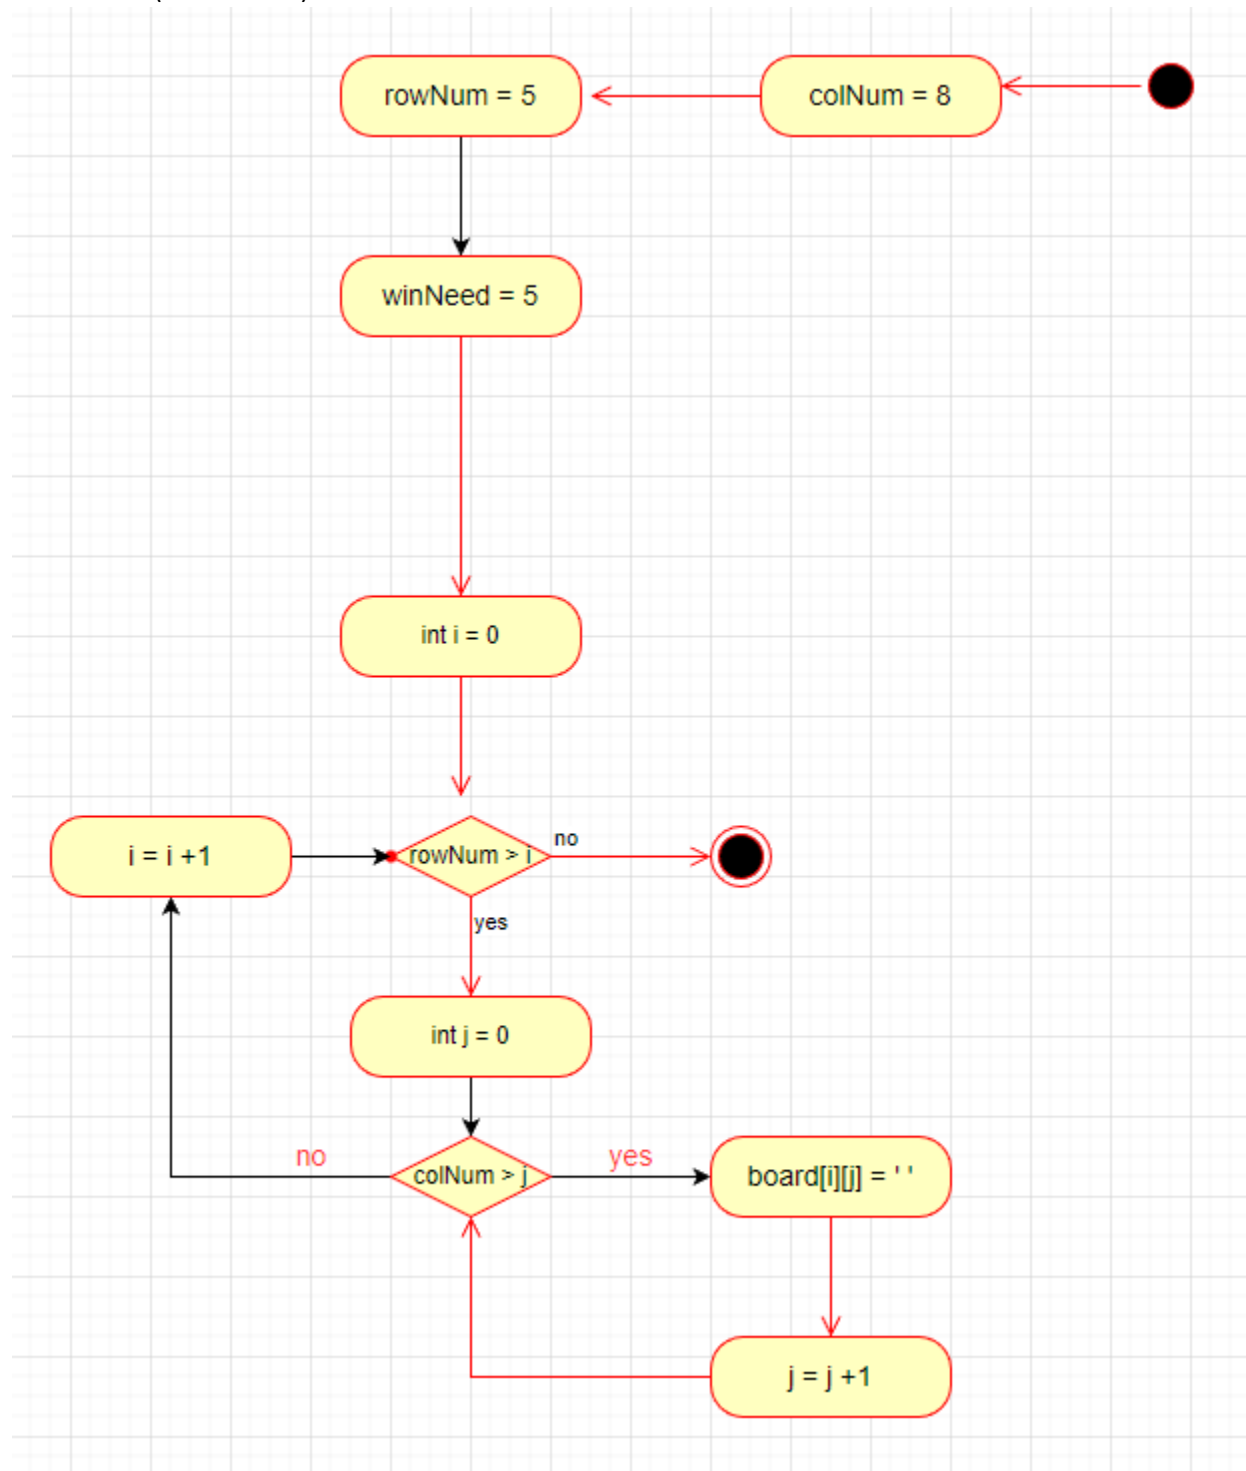 rowNum = 5
colNum = 8
winNeed = 5
int i = 0
i = i +1
rowNum > i
no
yes
int j = 0
no
colNum > j
yes
board[i][j] = ' '
j = j +1